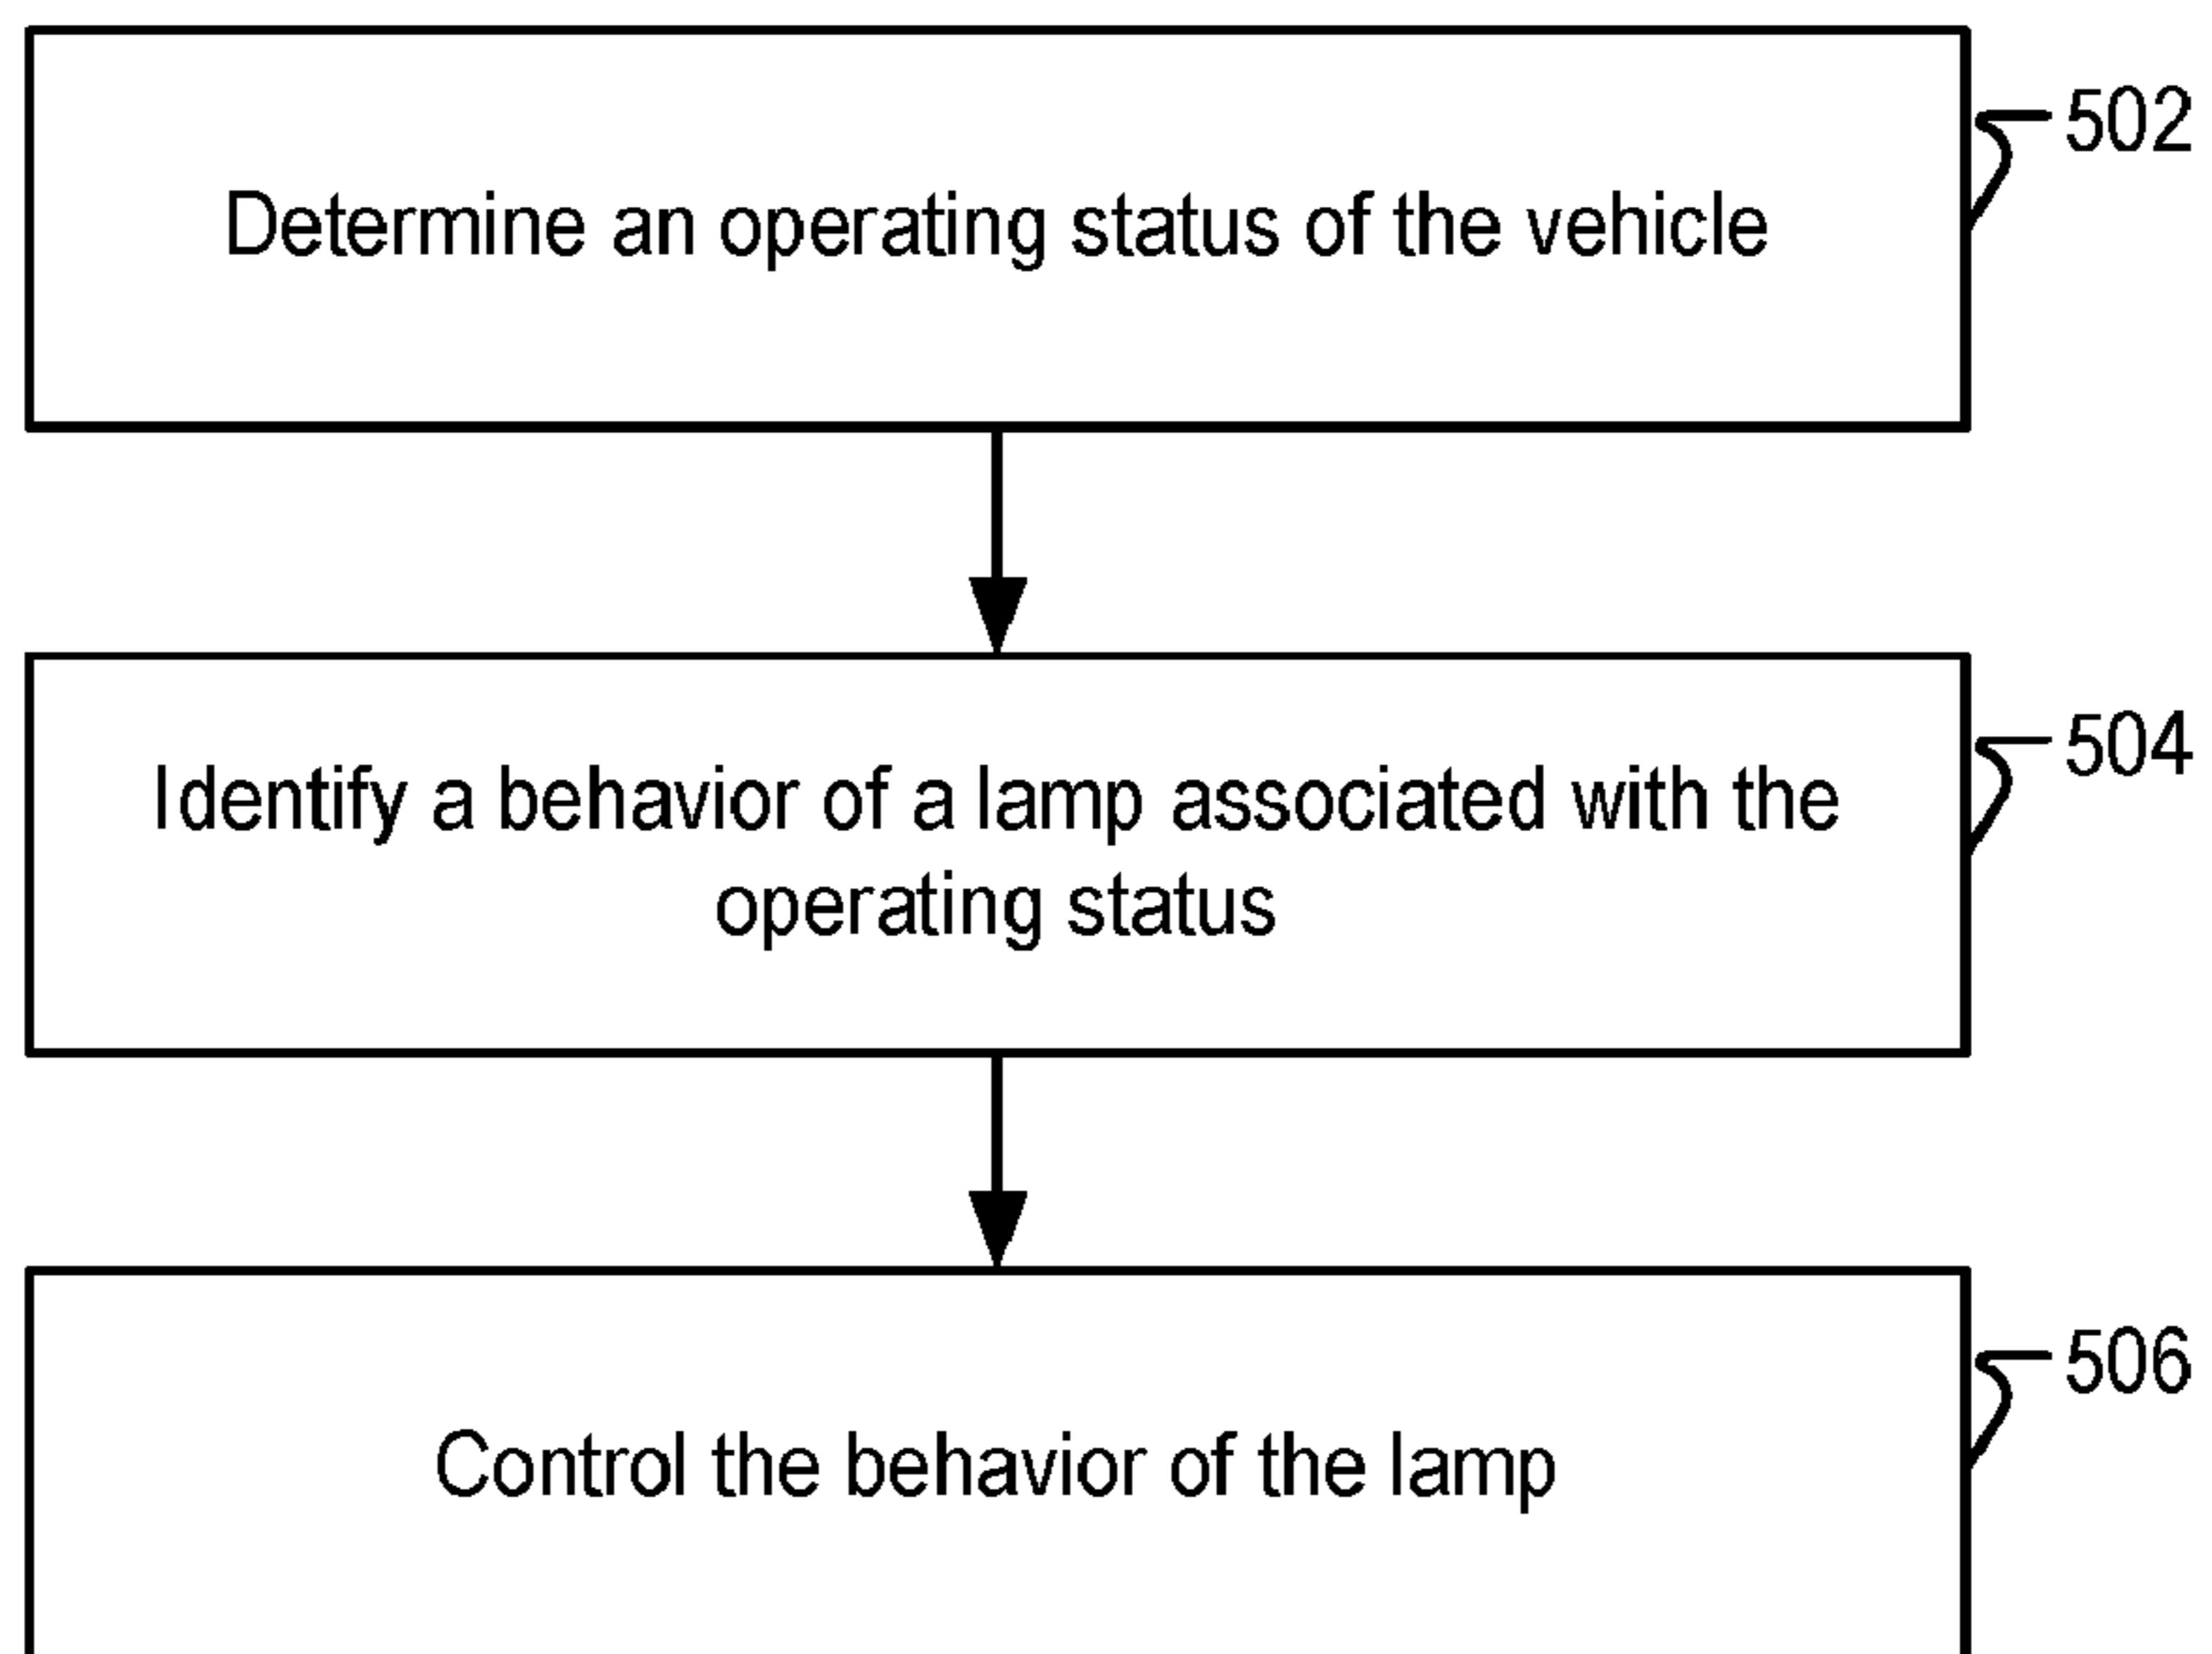 502
Determine an operating status of the vehicle
504
Identify a behavior of a lamp associated with the
operating status
506
Control the behavior of the lamp